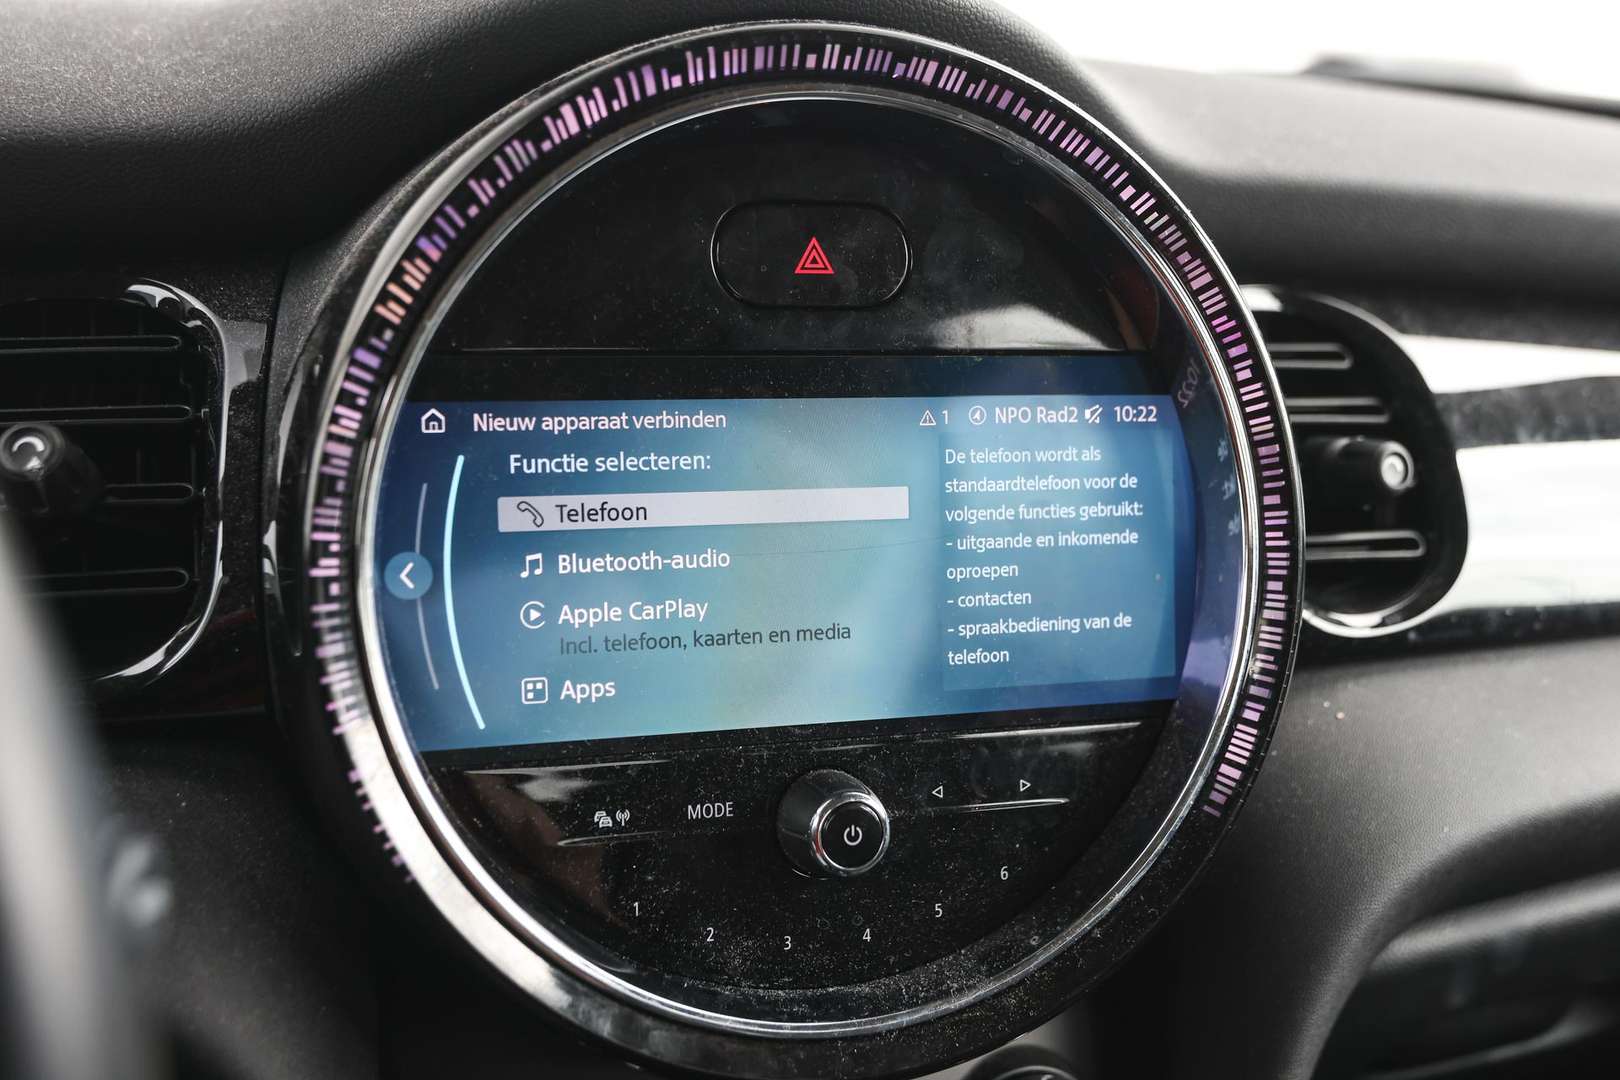 Nieuw apparaat verbinden
1 NPO Rad2 10:22
Functie selecteren:
Telefoon
Bluetooth-audio
Apple CarPlay
Incl. telefoon, kaarten en media
Apps
De telefoon wordt als
standaardtelefoon voor de
volgende functies gebruikt:
- uitgaande en inkomende
oproepen
- contacten
- spraakbediening van de
telefoon
MODE
1
2
3
4
5
6